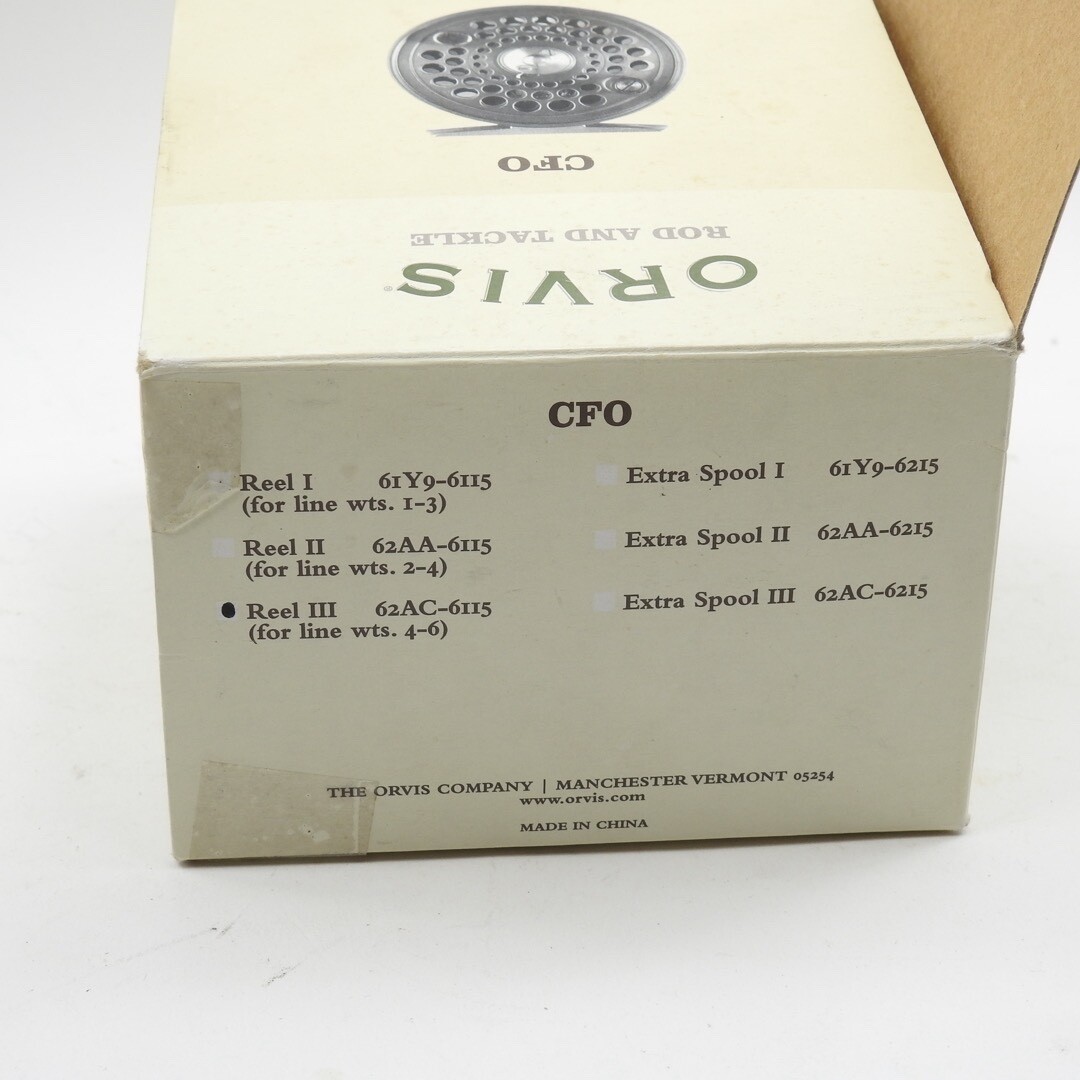 CFO
ROD AND TACKLE
ORVIS®
CFO
Reel I 61Y9-6115
(for line wts. 1-3)
Reel II 62AA-6115
(for line wts. 2-4)
Reel III 62AC-6115
(for line wts. 4-6)
Extra Spool I 61Y9-6215
Extra Spool II 62AA-6215
Extra Spool III 62AC-6215
THE ORVIS COMPANY | MANCHESTER VERMONT 05254
www.orvis.com
MADE IN CHINA